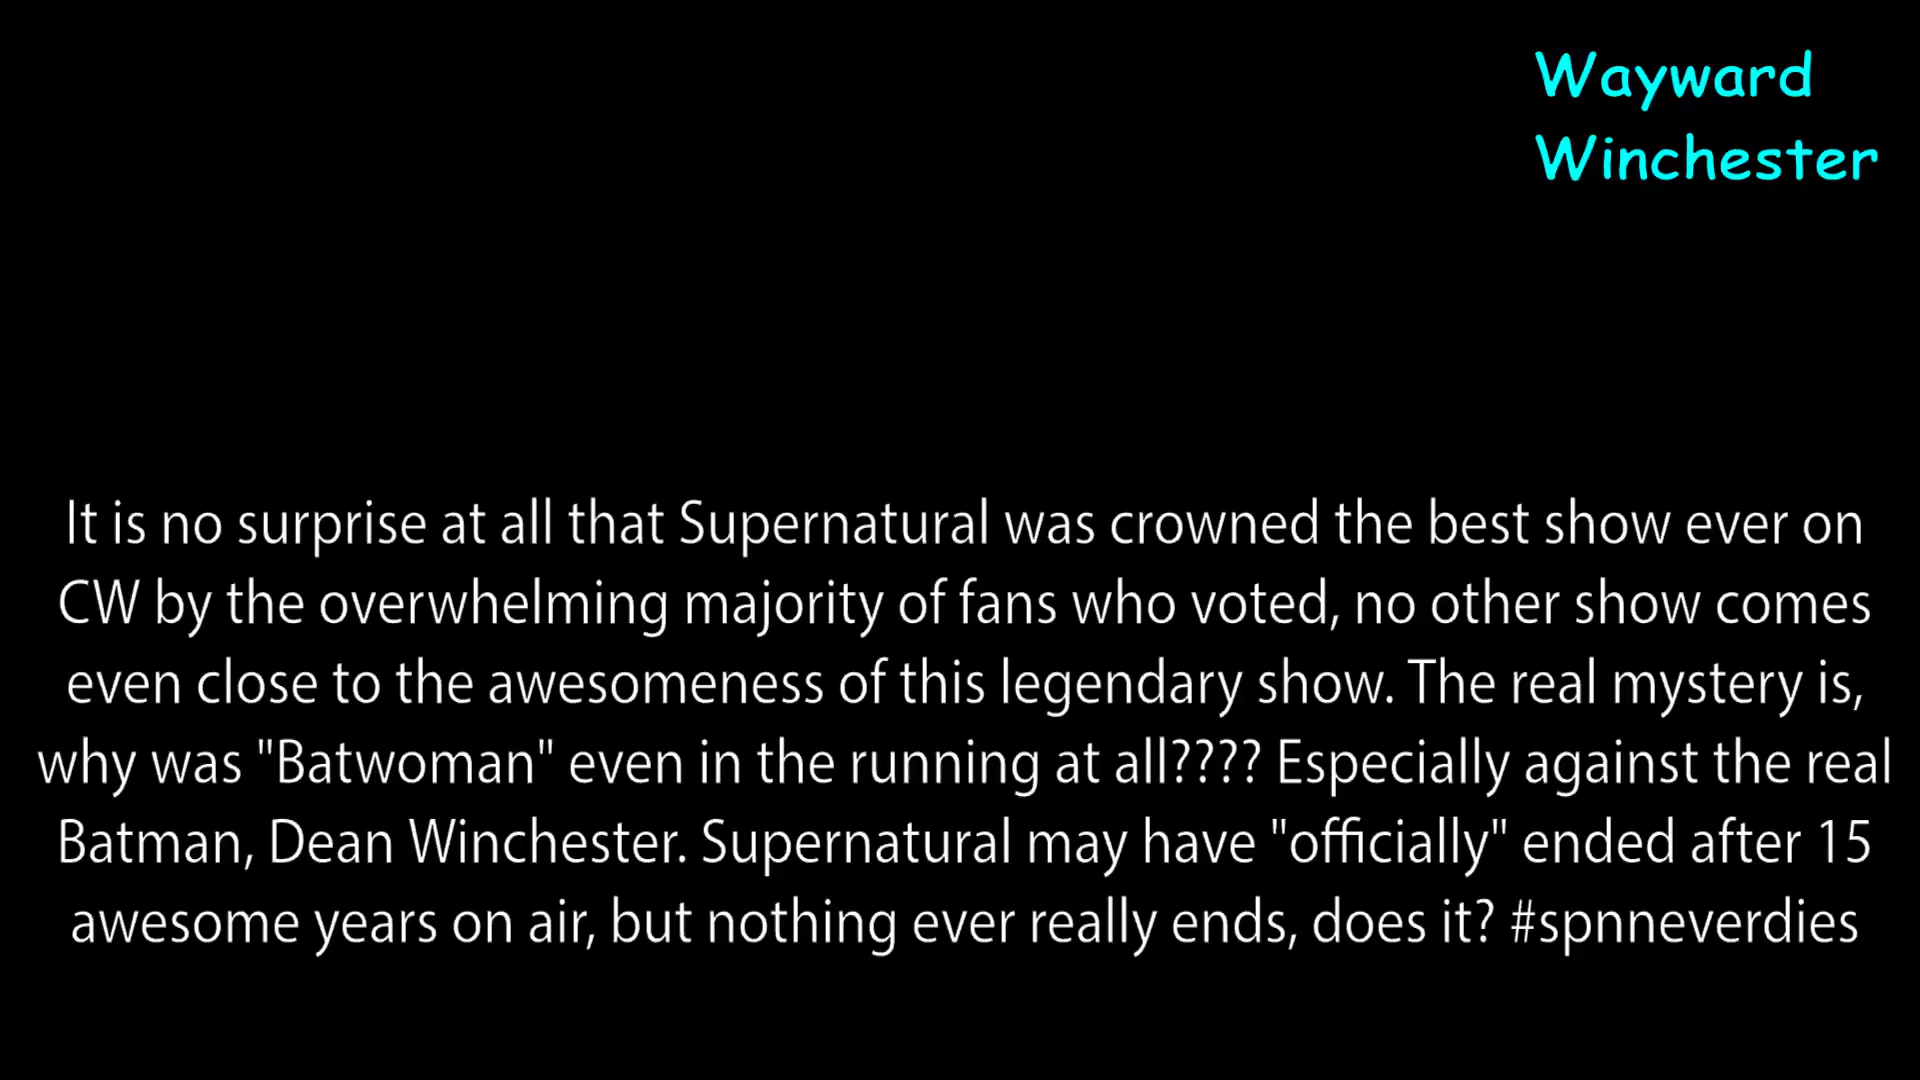 Wayward
Winchester
It is no surprise at all that Supernatural was crowned the best show ever on
CW by the overwhelming majority of fans who voted, no other show comes
even close to the awesomeness of this legendary show. The real mystery is,
why was "Batwoman" even in the running at all???? Especially against the real
Batman, Dean Winchester. Supernatural may have "officially" ended after 15
awesome years on air, but nothing ever really ends, does it? #spnneverdies